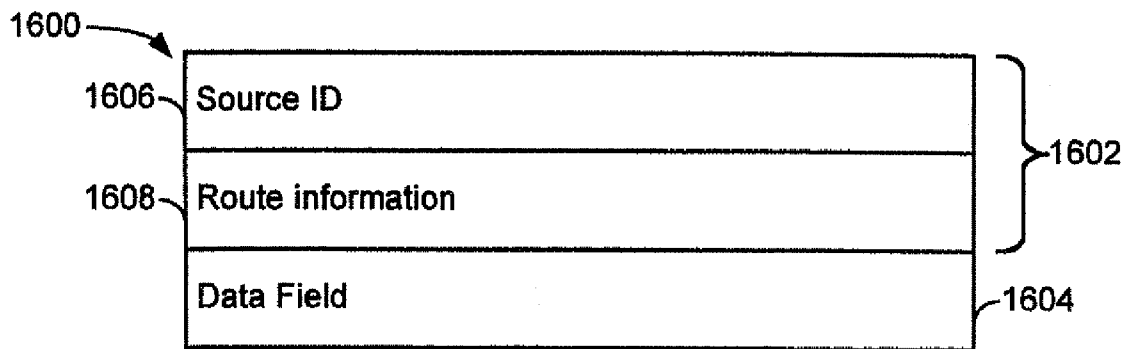 1600
1606
Source ID
1602
1608
Route information
Data Field
1604